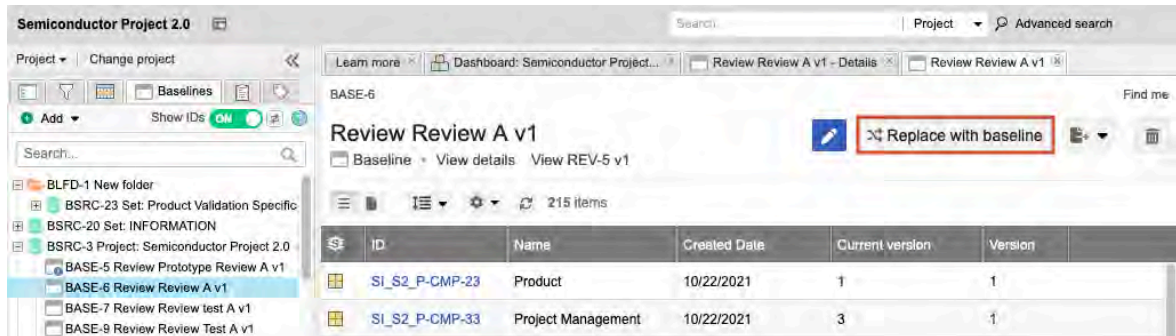 Semiconductor Project 2.0
Search...
Project
Advanced search
Project
Change project
Learn more
Dashboard: Semiconductor Project...
Review Review A v1 - Details
Review Review A v1
Baselines
BASE-6
Find me
Add
Show IDs
ON
Review Review A v1
Replace with baseline
Search...
Baseline • View details View REV-5 v1
BLFD-1 New folder
BSRC-23 Set: Product Validation Specific
215 items
BSRC-20 Set: INFORMATION
BSRC-3 Project: Semiconductor Project 2.0
BASE-5 Review Prototype Review A v1
BASE-6 Review Review A v1
BASE-7 Review Review test A v1
BASE-9 Review Review Test A v1
ID Name Created Date Current version Version
SI_S2_P-CMP-23 Product 10/22/2021 1 1
SI_S2_P-CMP-33 Project Management 10/22/2021 3 1